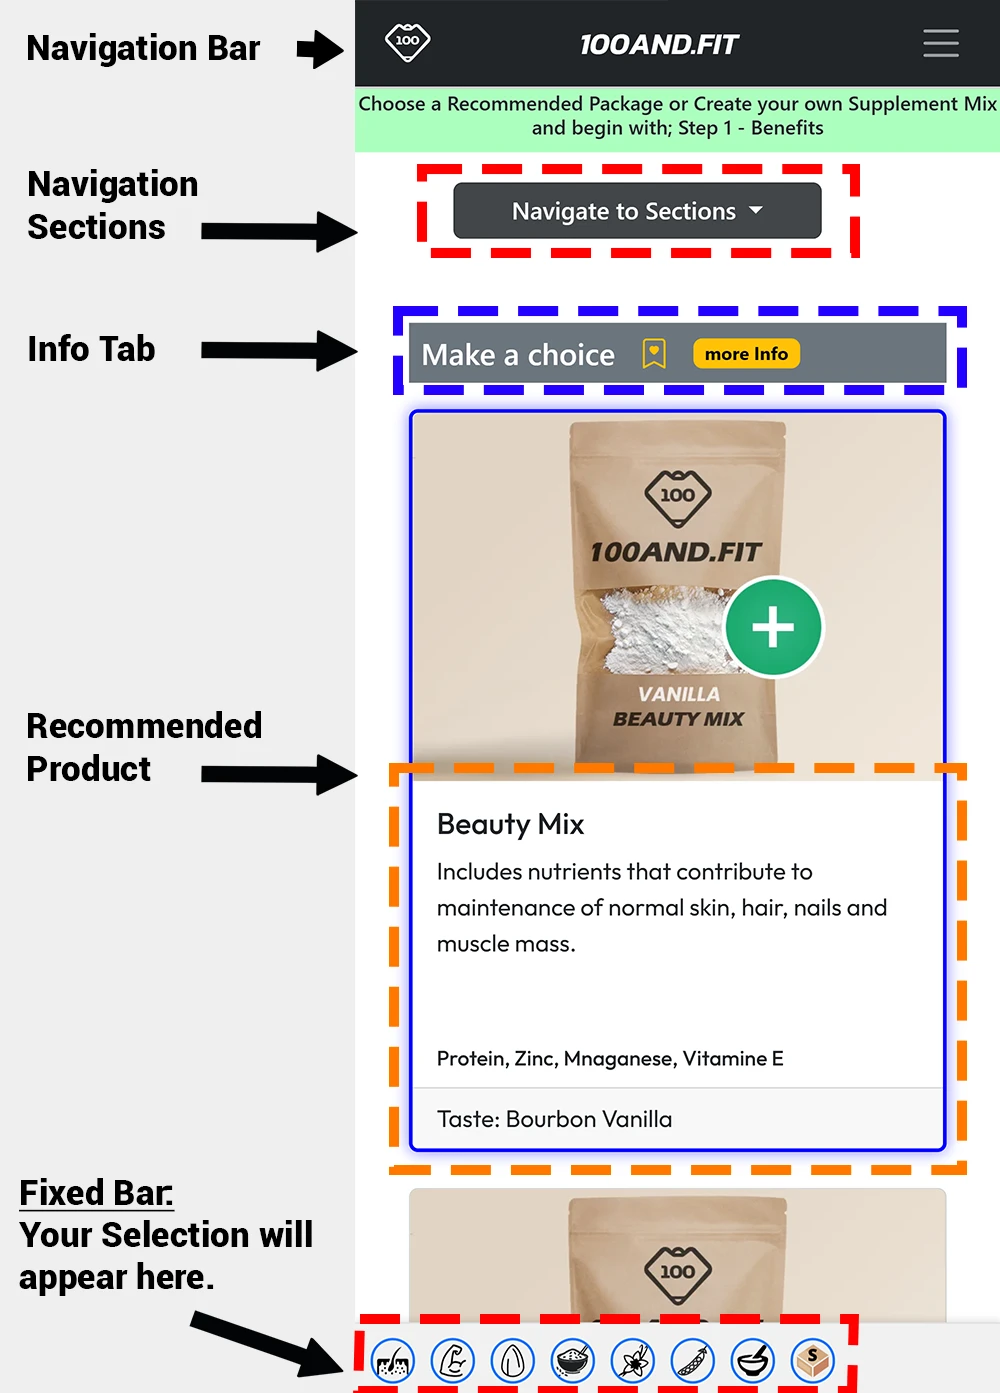 Navigation Bar
100
100AND.FIT
Choose a Recommended Package or Create your own Supplement Mix
and begin with; Step 1 - Benefits
Navigation
Sections
Navigate to Sections
Info Tab
Make a choice
more Info
100
100AND.FIT
VANILLA
BEAUTY MIX
Recommended
Product
Beauty Mix
Includes nutrients that contribute to
maintenance of normal skin, hair, nails and
muscle mass.
Protein, Zinc, Mnaganese, Vitamine E
Taste: Bourbon Vanilla
Fixed Bar:
Your Selection will
appear here.
100
100AND.FIT
S